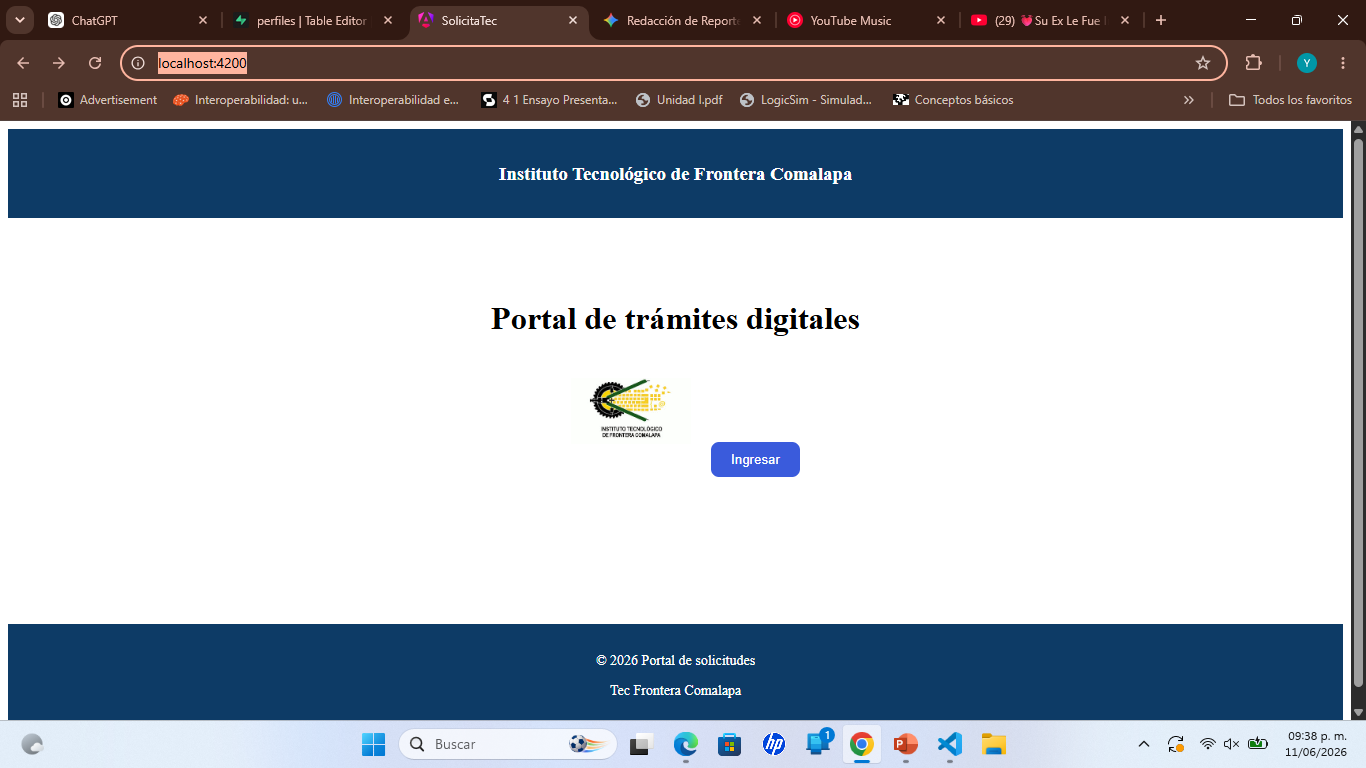 ChatGPT
perfiles | Table Editor
SolicitaTec
Redacción de Reporte
YouTube Music
(29) 💗Su Ex Le Fue
localhost:4200
Advertisement
Interoperabilidad: u...
Interoperabilidad e...
4 1 Ensayo Presenta...
Unidad I.pdf
LogicSim - Simulad...
Conceptos básicos
Todos los favoritos
Instituto Tecnológico de Frontera Comalapa
Portal de trámites digitales
INSTITUTO TECNOLOGICO
DE FRONTERA COMALAPA
Ingresar
© 2026 Portal de solicitudes
Tec Frontera Comalapa
Buscar
1
09:38 p. m.
11/06/2026